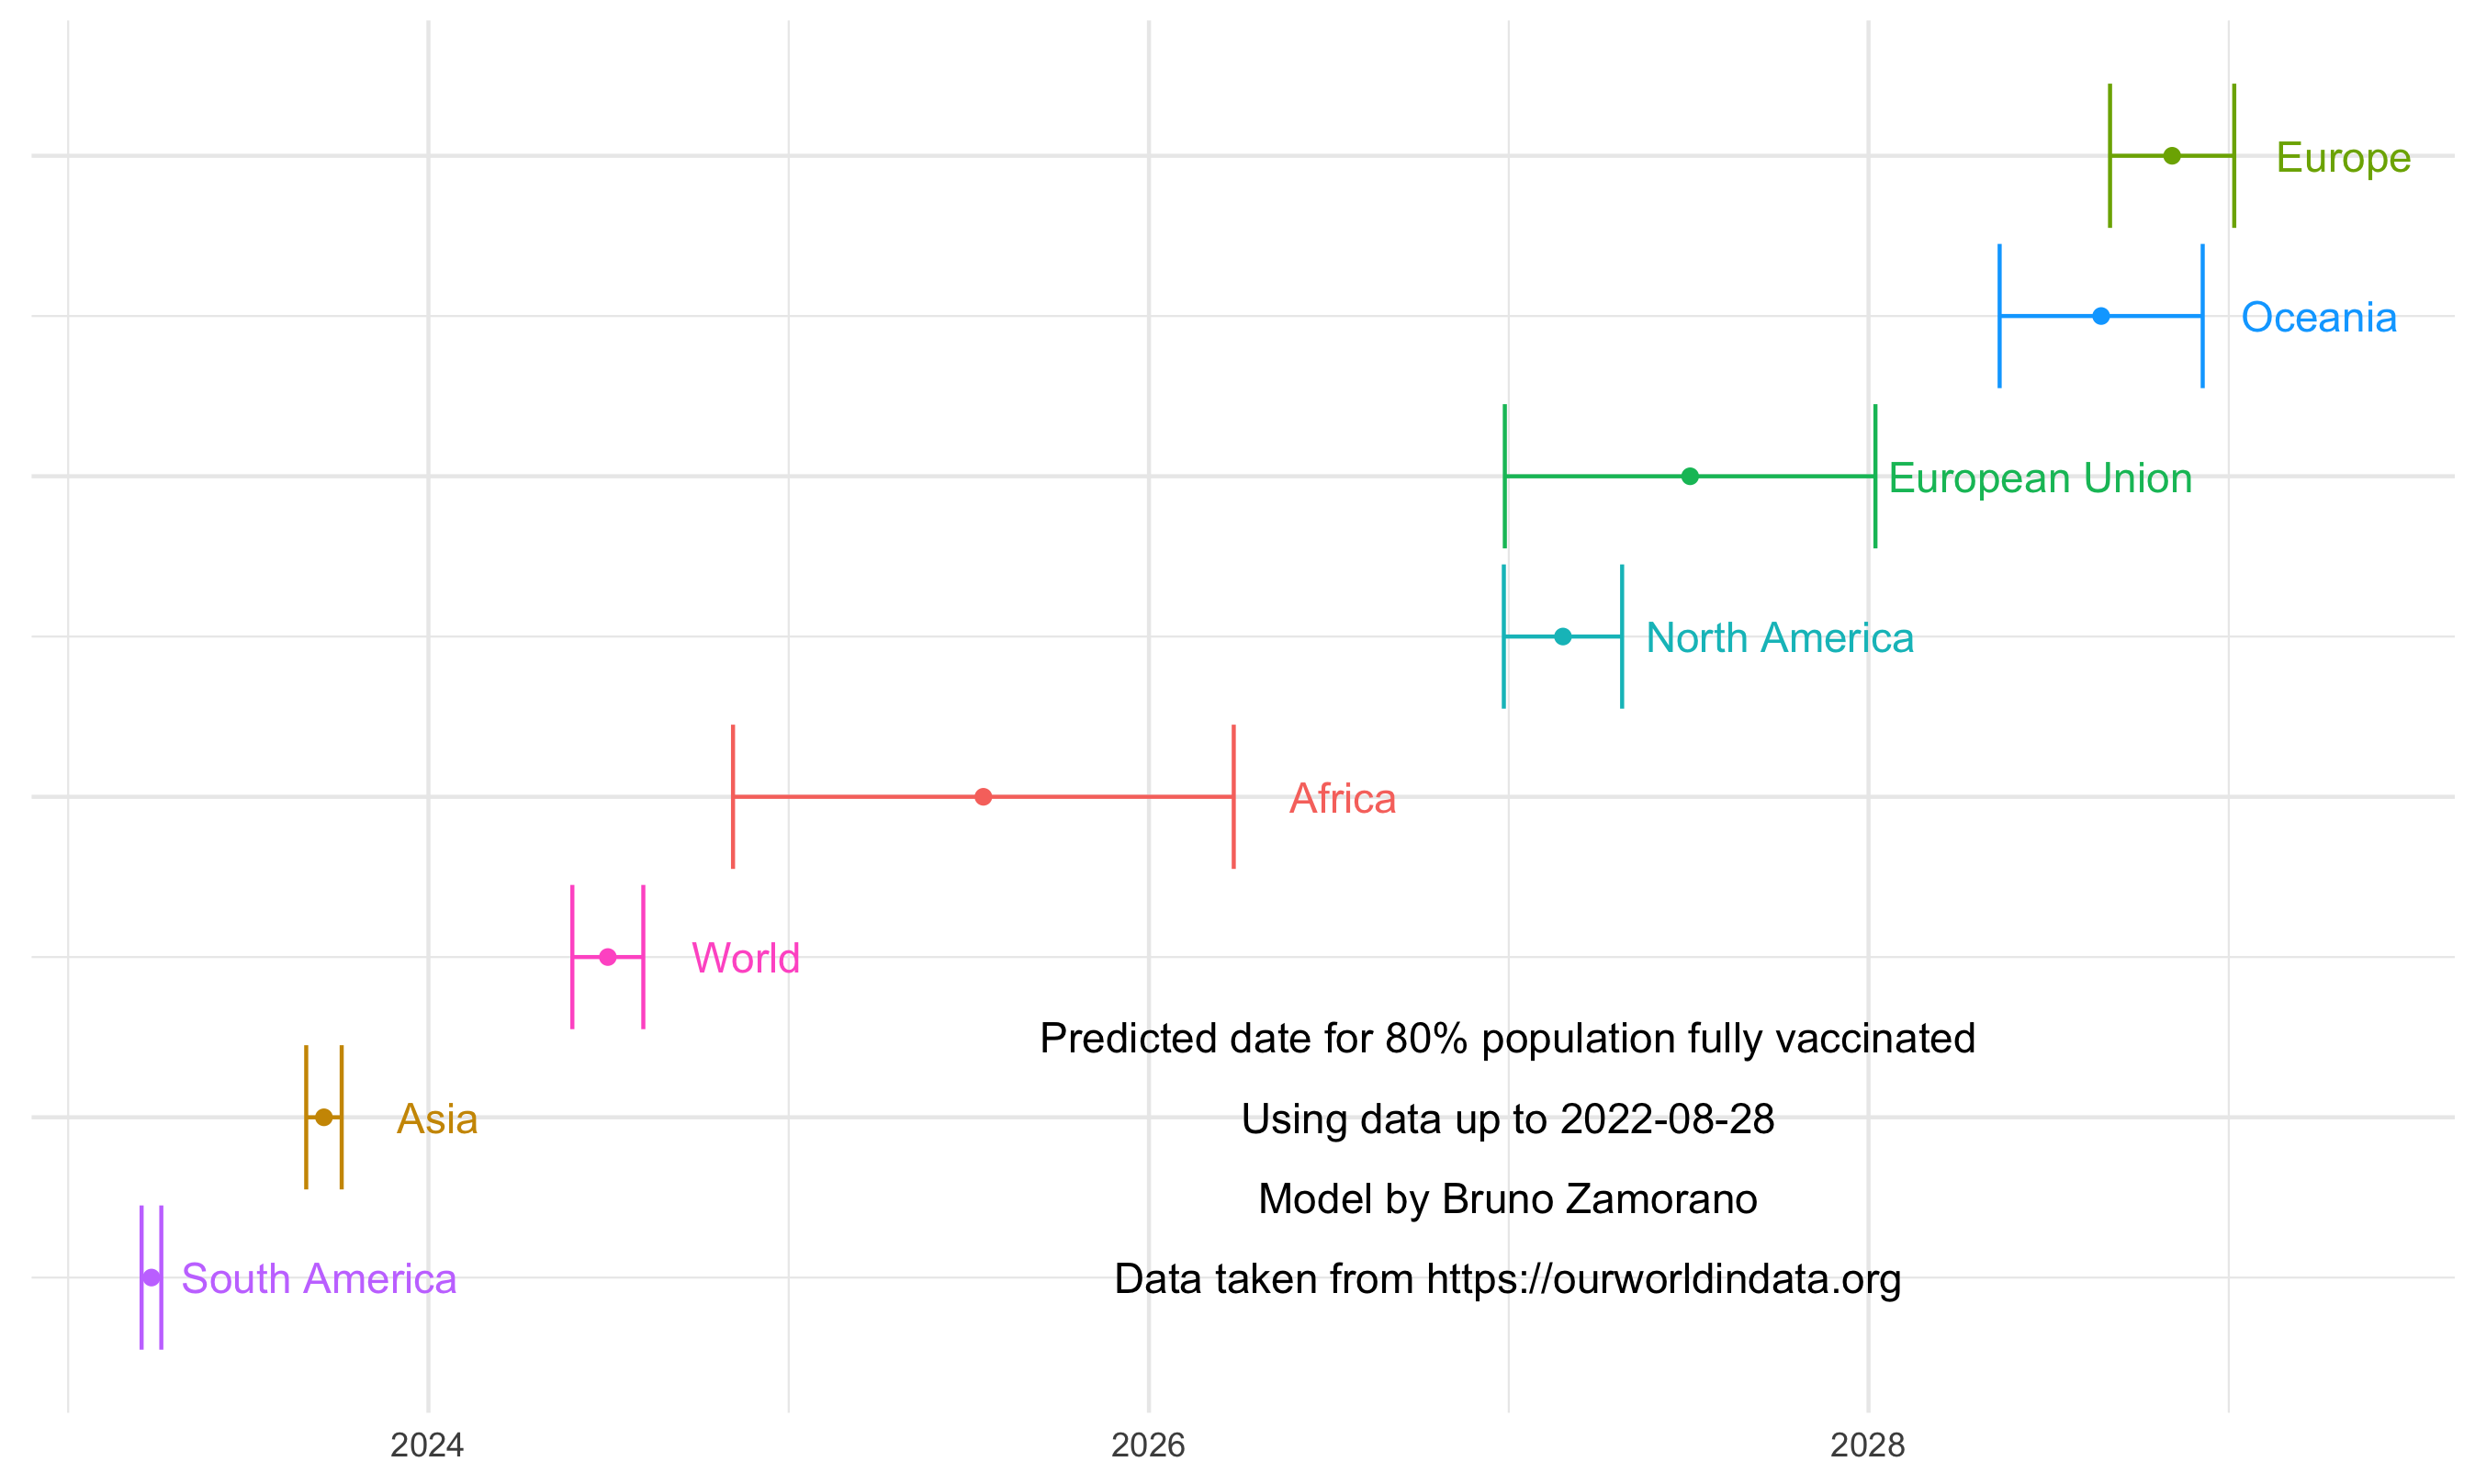 Europe
Oceania
European Union
North America
Africa
World
Predicted date for 80% population fully vaccinated
Asia
Using data up to 2022-08-28
Model by Bruno Zamorano
South America
Data taken from https://ourworldindata.org
2024
2026
2028